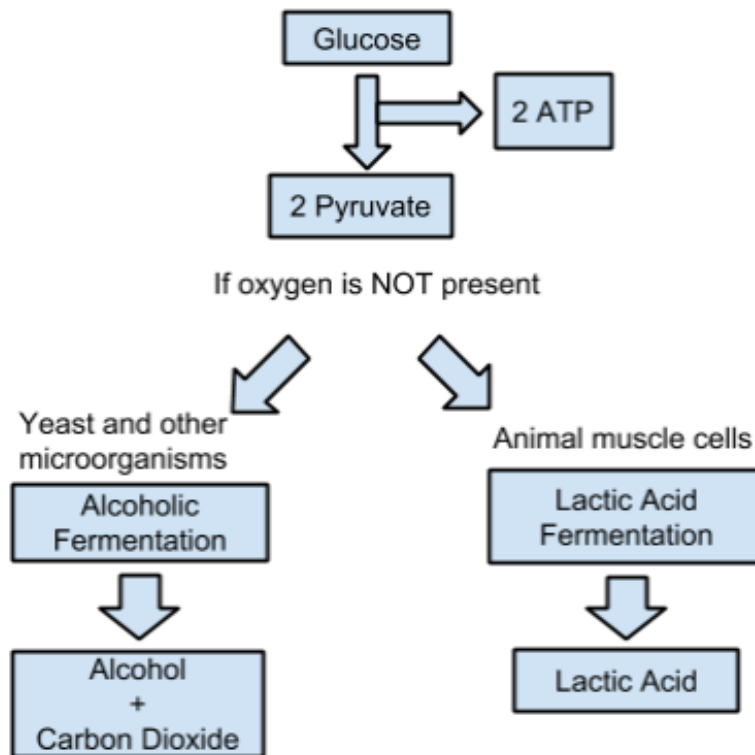 Glucose
2 ATP
2 Pyruvate
If oxygen is NOT present
Yeast and other
microorganisms
Alcoholic
Fermentation
Alcohol
+
Carbon Dioxide
Animal muscle cells
Lactic Acid
Fermentation
Lactic Acid